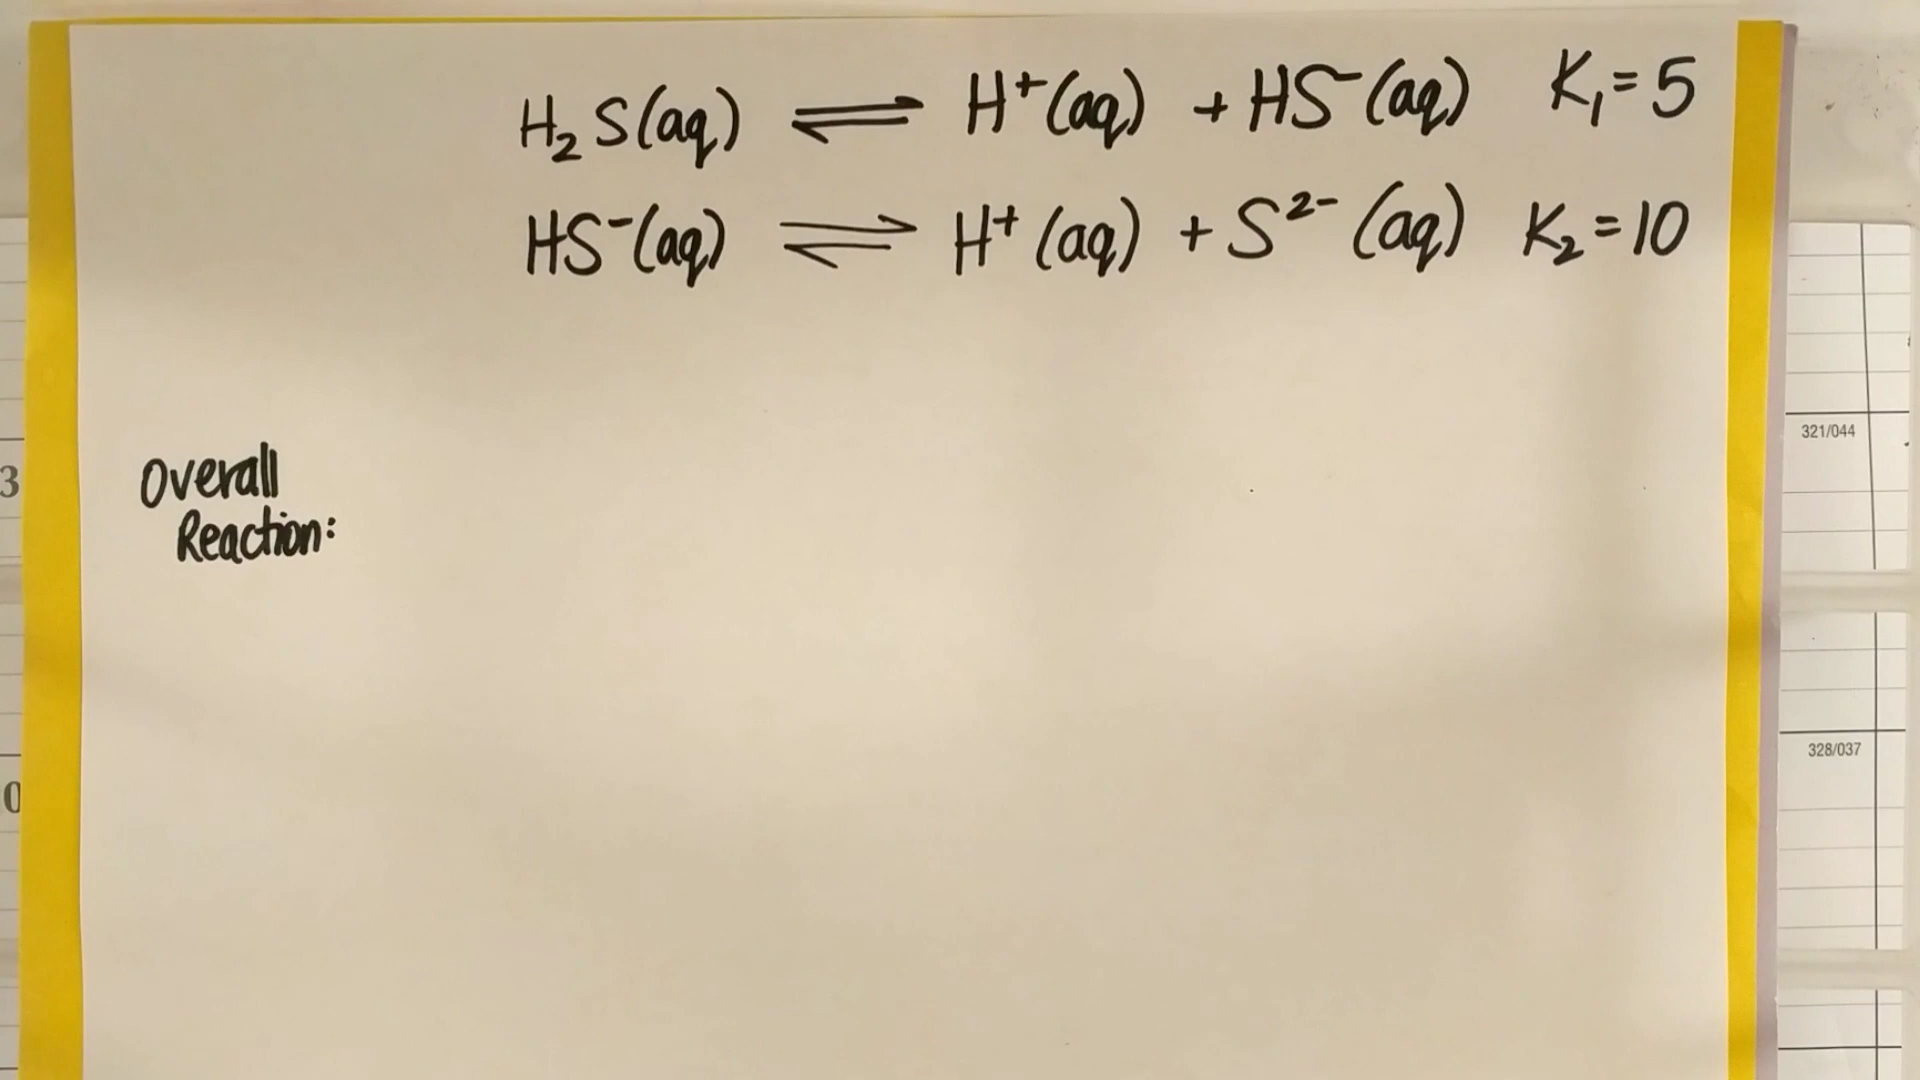 H₂S(aq) ⇌ H⁺(aq) + HS⁻(aq) K₁=5
HS⁻(aq) ⇌ H⁺(aq) + S²⁻(aq) K₂=10
Overall
Reaction:
3
0
321/044
328/037